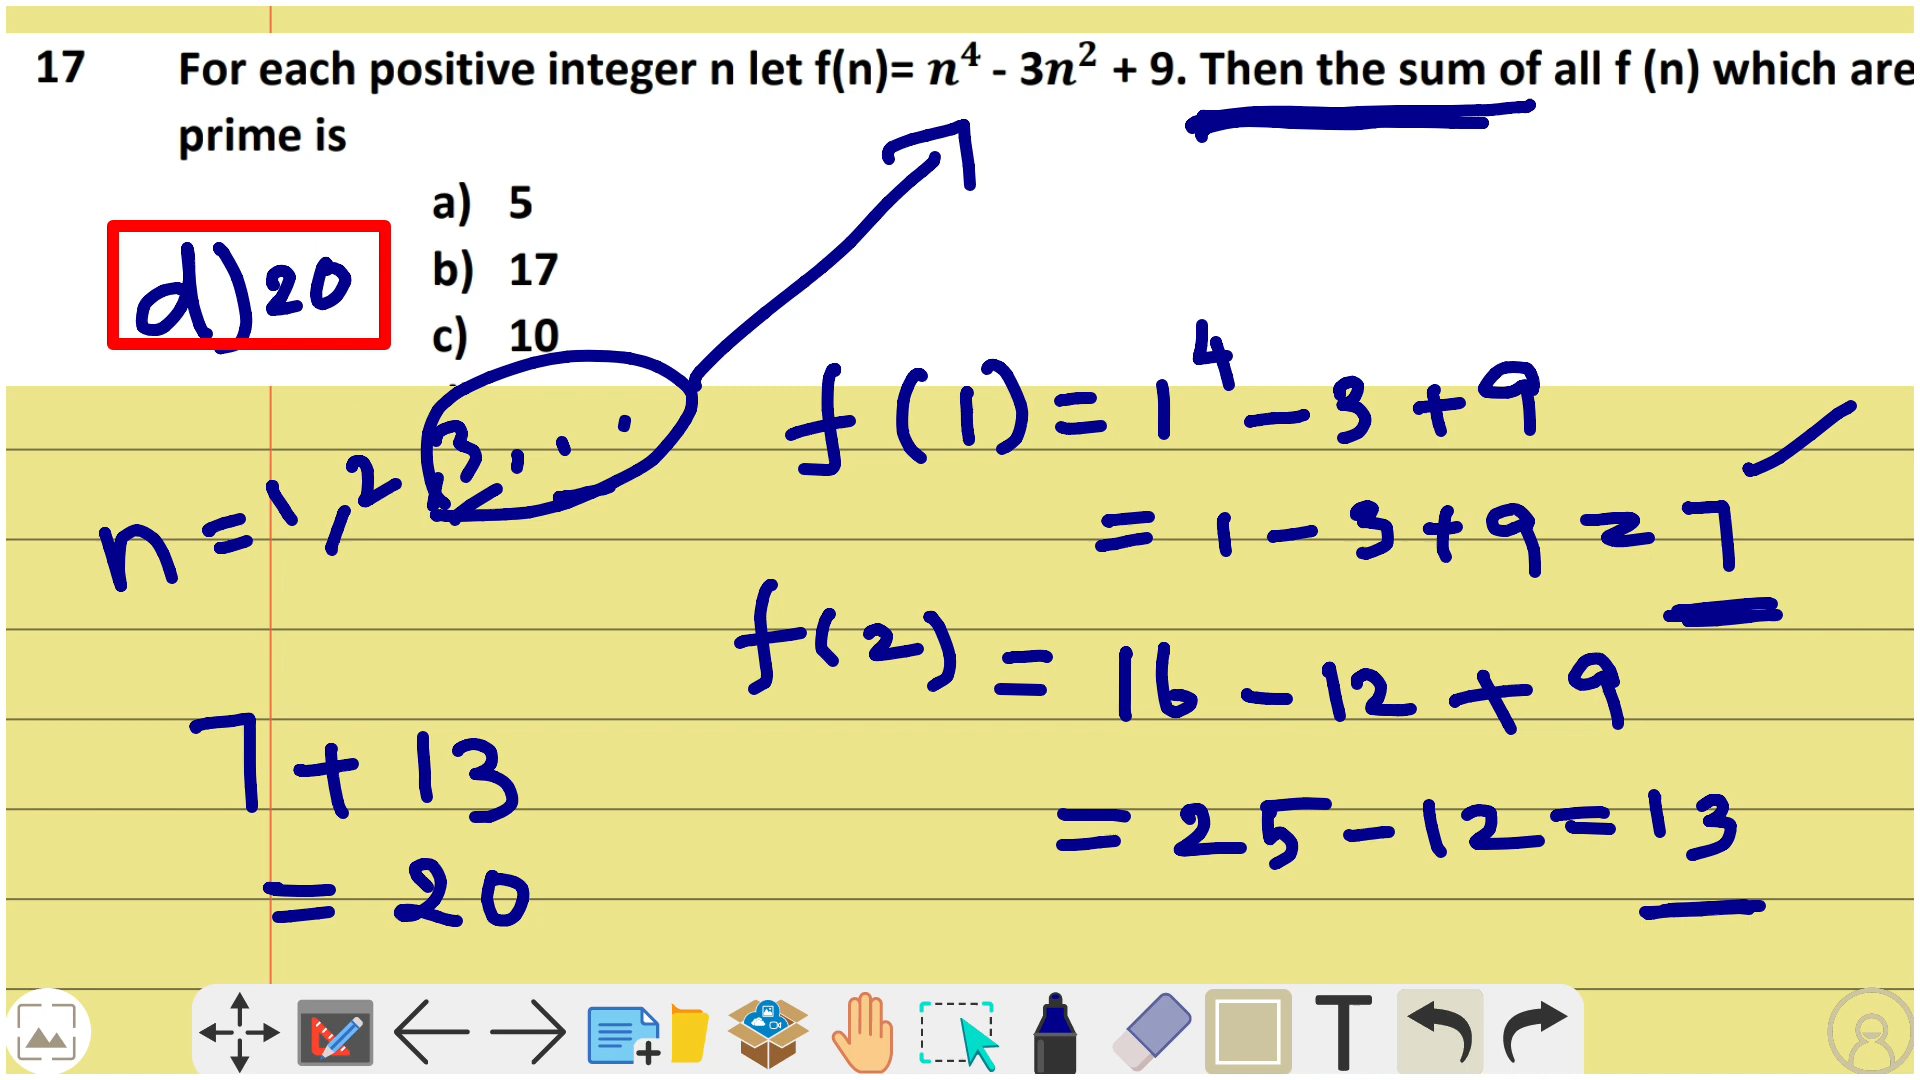 17 For each positive integer n let f(n)= n⁴ - 3n² + 9. Then the sum of all f (n) which are
prime is
a) 5
b) 17
c) 10
d) 20
n = 1, 2, 3, . . .
f(1) = 1⁴ - 3 + 9
= 1 - 3 + 9 = 7
f(2) = 16 - 12 + 9
= 25 - 12 = 13
7 + 13
= 20